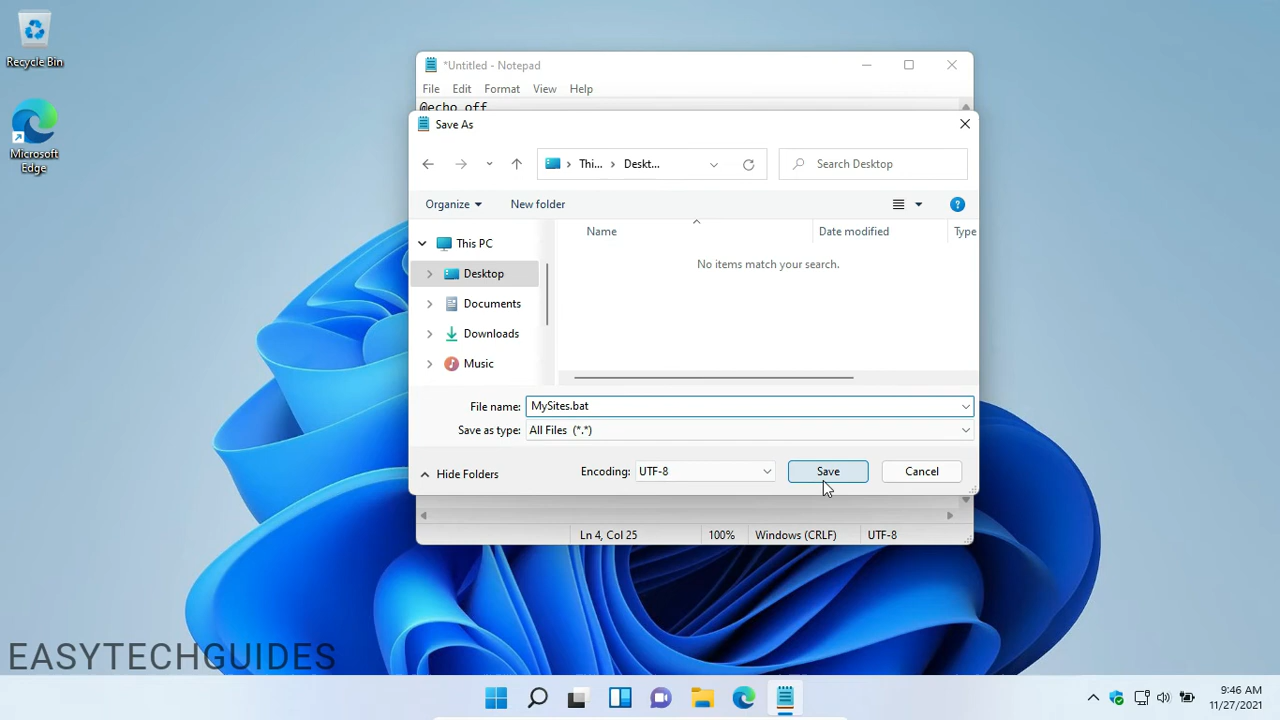 Recycle Bin
Microsoft
Edge
*Untitled - Notepad
File Edit Format View Help
@echo off
Save As
Thi... Deskt...
Search Desktop
Organize New folder
Name Date modified Type
No items match your search.
This PC
Desktop
Documents
Downloads
Music
File name: MySites.bat
Save as type: All Files (*.*)
Hide Folders Encoding: UTF-8 Save Cancel
Ln 4, Col 25 100% Windows (CRLF) UTF-8
EASYTECHGUIDES
9:46 AM
11/27/2021